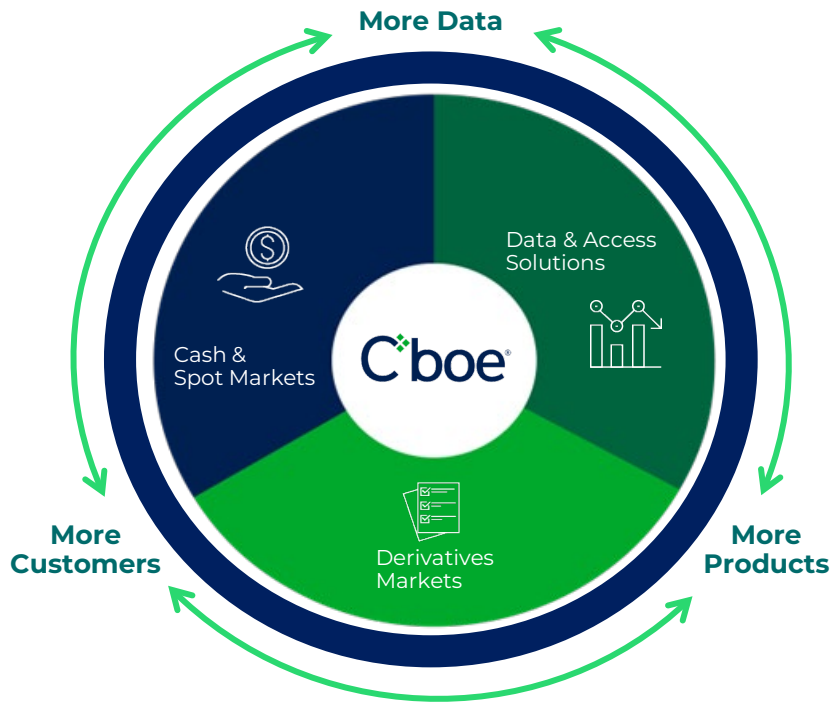 More Data
Data & Access
Solutions
Cboe®
Cash &
Spot Markets
Derivatives
Markets
More
Customers
More
Products